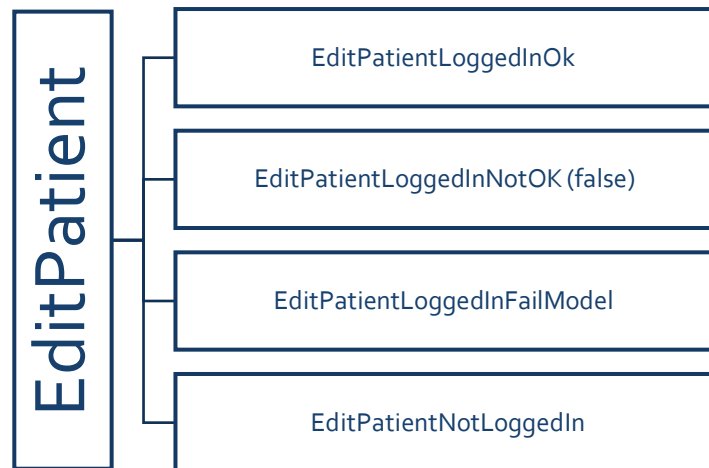 EditPatient
EditPatientLoggedInOk
EditPatientLoggedInNotOK (false)
EditPatientLoggedInFailModel
EditPatientNotLoggedIn